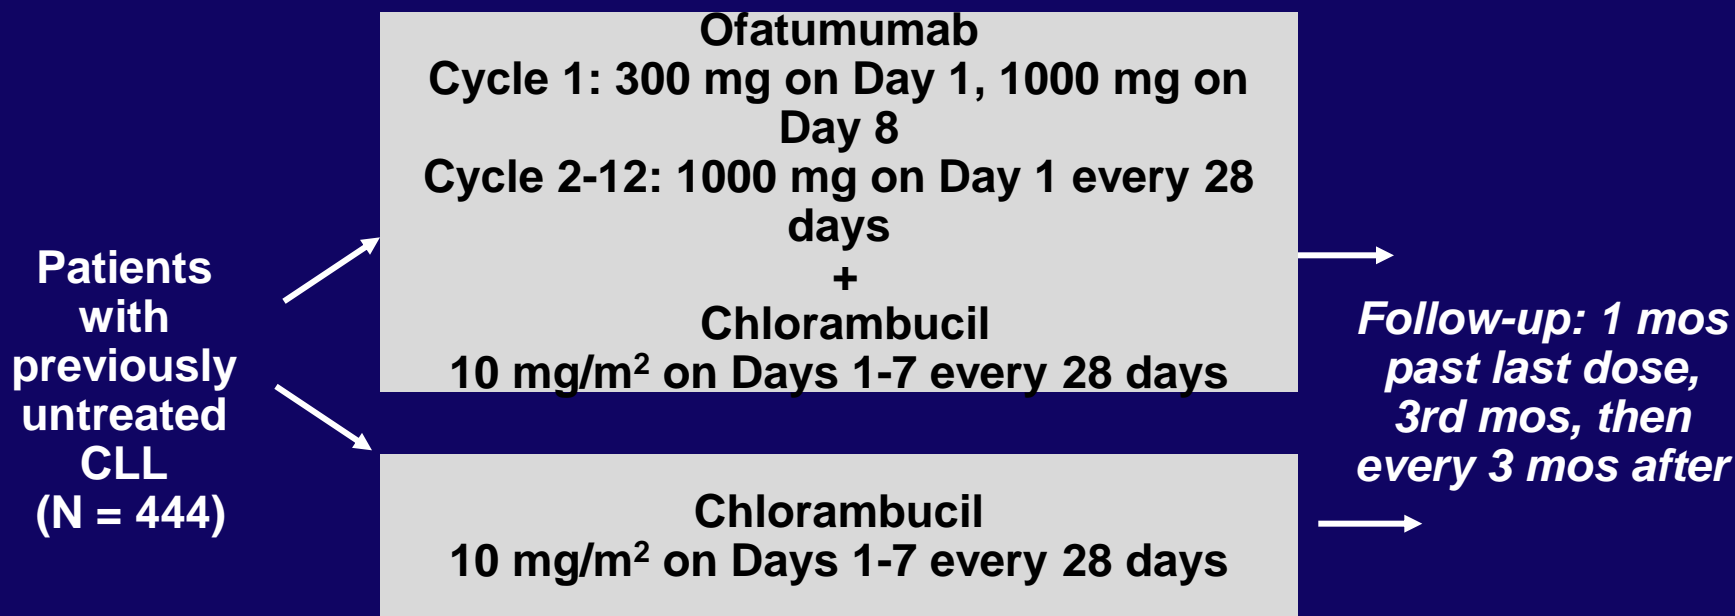 Patients
with
previously
untreated
CLL
(N = 444)
Ofatumumab
Cycle 1: 300 mg on Day 1, 1000 mg on
Day 8
Cycle 2-12: 1000 mg on Day 1 every 28
days
+
Chlorambucil
10 mg/m² on Days 1-7 every 28 days
Chlorambucil
10 mg/m² on Days 1-7 every 28 days
Follow-up: 1 mos
past last dose,
3rd mos, then
every 3 mos after